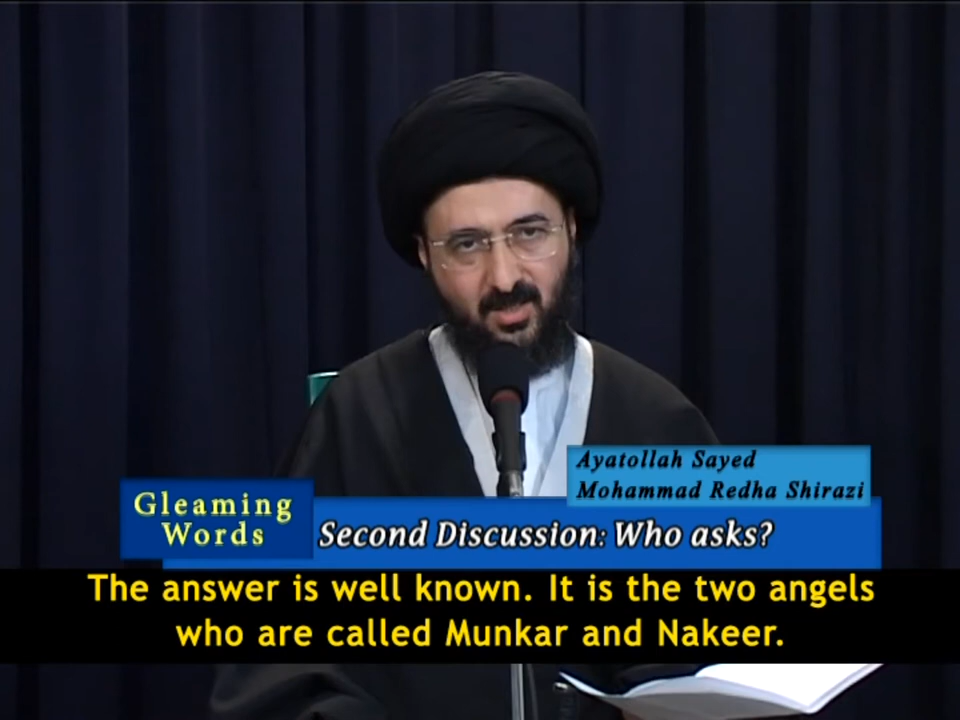 Ayatollah Sayed
Mohammad Redha Shirazi
Gleaming
Words
Second Discussion: Who asks?
The answer is well known. It is the two angels
who are called Munkar and Nakeer.